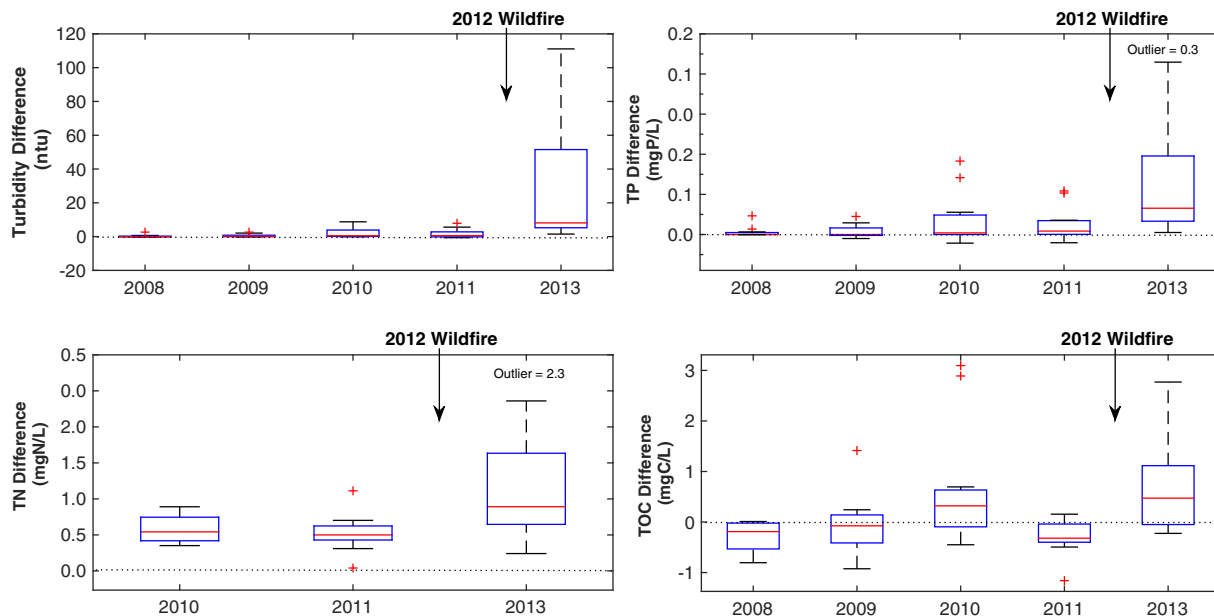 2012 Wildfire
120
100
80
60
40
20
0
-20
Turbidity Difference
(ntu)
2008 2009 2010 2011 2013
2012 Wildfire
Outlier = 0.3
0.2
0.1
0.0
0.2
0.1
0.0
TP Difference
(mgP/L)
2008 2009 2010 2011 2013
2012 Wildfire
Outlier = 2.3
0.5
0.0
2.0
1.5
1.0
0.5
0.0
TN Difference
(mgN/L)
2010 2011 2013
2012 Wildfire
3
2
1
0
-1
TOC Difference
(mgC/L)
2008 2009 2010 2011 2013